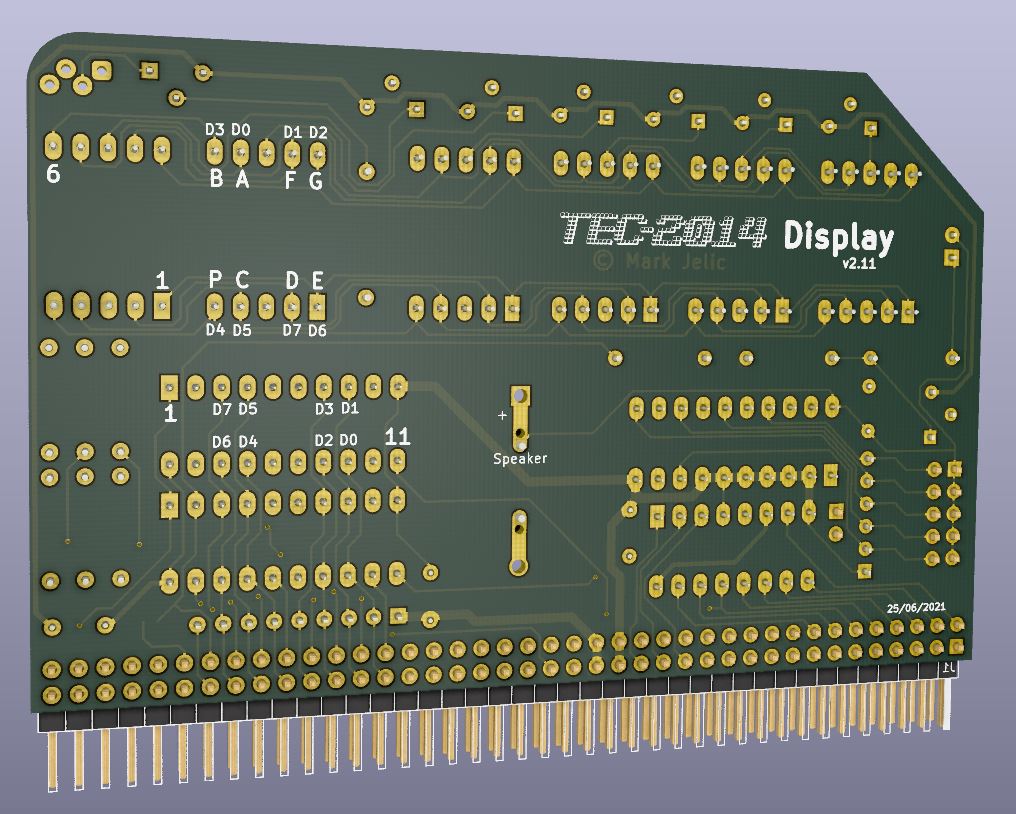 D3 D0 D1 D2
6 B A F G
TEC-2014 Display
v2.11
© Mark Jelic
1 P C D E
D4 D5 D7 D6
1 D7 D5 D3 D1
+
D6 D4 D2 D0 11
Speaker
25/06/2021
J1